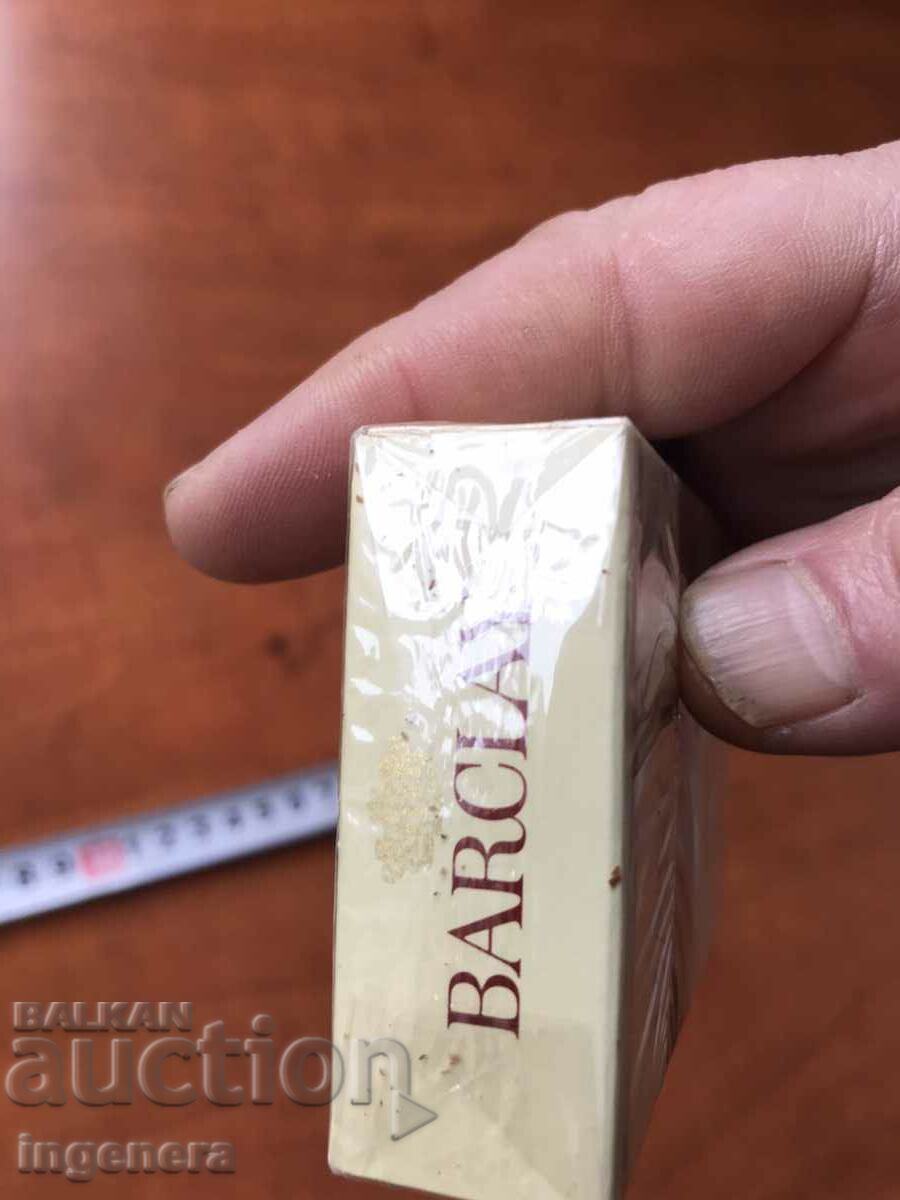 BARCLAY
BALKAN
auction
ingenera